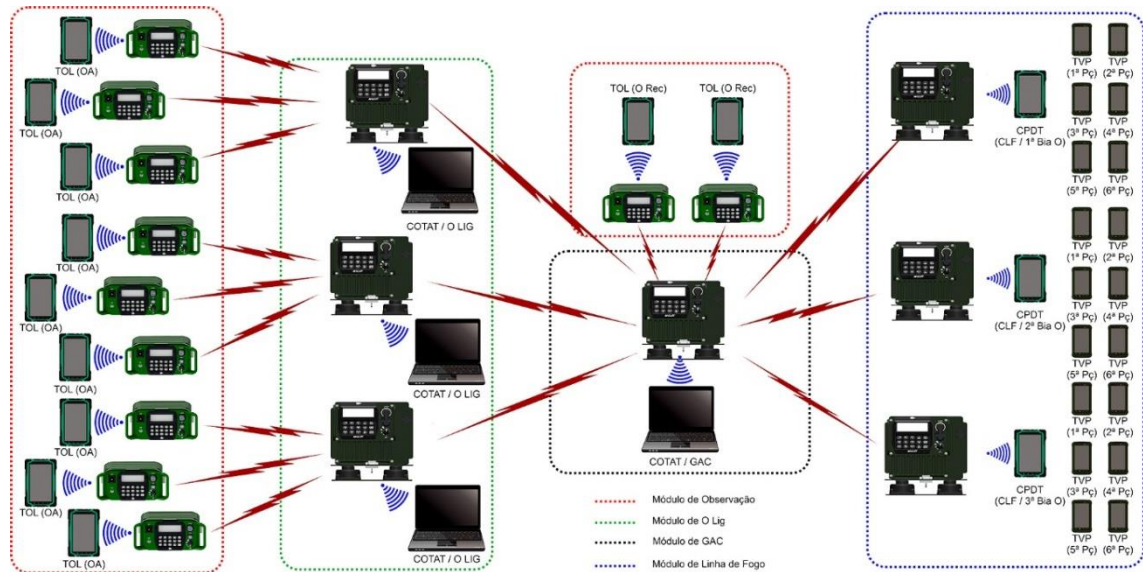 TOL (OA)
TOL (OA)
TOL (OA)
TOL (OA)
TOL (OA)
TOL (OA)
TOL (OA)
TOL (OA)
TOL (OA)
COTAT / O LIG
COTAT / O LIG
COTAT / O LIG
TOL (O Rec)
TOL (O Rec)
COTAT / GAC
Módulo de Observação
Módulo de O Lig
Módulo de GAC
Módulo de Linha de Fogo
CPDT
(CLF / 1ª Bia O)
TVP
(1ª Pç)
TVP
(2ª Pç)
TVP
(3ª Pç)
TVP
(4ª Pç)
TVP
(5ª Pç)
TVP
(6ª Pç)
CPDT
(CLF / 2ª Bia O)
TVP
(1ª Pç)
TVP
(2ª Pç)
TVP
(3ª Pç)
TVP
(4ª Pç)
TVP
(5ª Pç)
TVP
(6ª Pç)
CPDT
(CLF / 3ª Bia O)
TVP
(1ª Pç)
TVP
(2ª Pç)
TVP
(3ª Pç)
TVP
(4ª Pç)
TVP
(5ª Pç)
TVP
(6ª Pç)